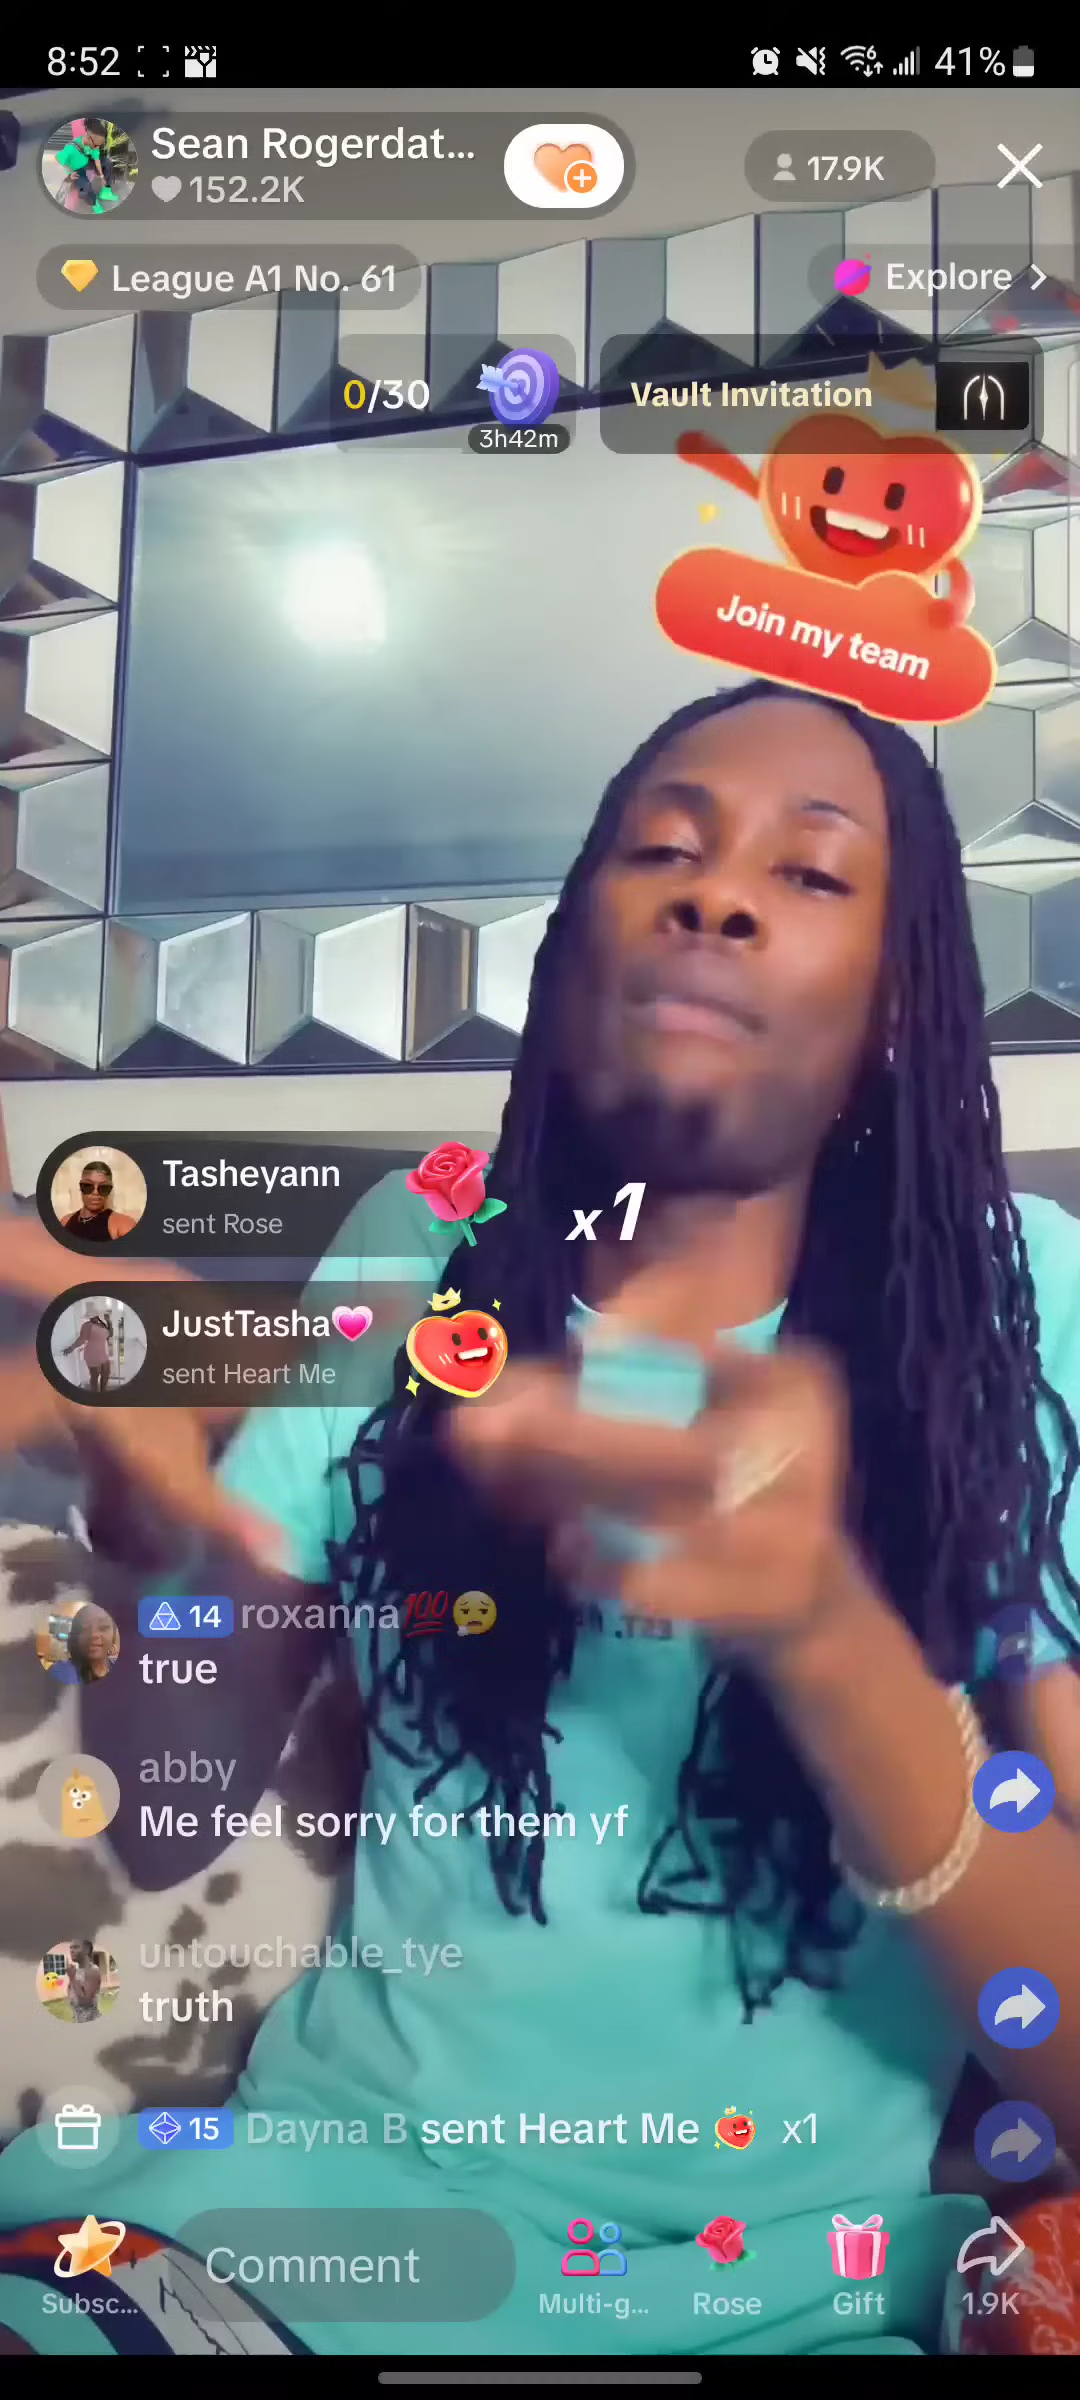 8:52
41%
Sean Rogerdat...
152.2K
17.9K
League A1 No. 61
Explore >
0/30
3h42m
Vault Invitation
Join my team
Tasheyann
sent Rose
x1
JustTasha💗
sent Heart Me
14 roxanna💯😮‍💨
true
abby
Me feel sorry for them yf
untouchable_tye
truth
15 Dayna B sent Heart Me x1
Subsc...
Comment
Multi-g...
Rose
Gift
1.9K